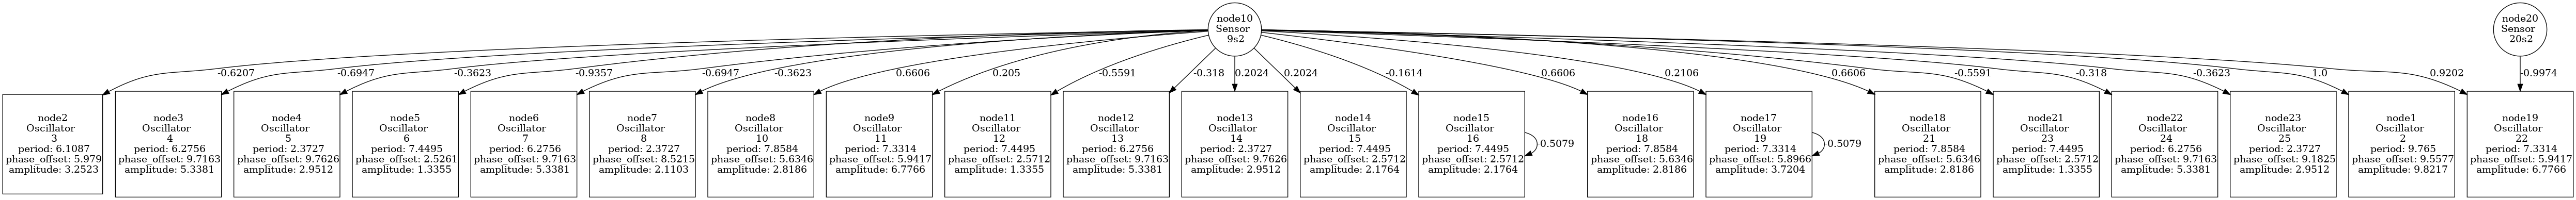 node10
Sensor
9s2
node20
Sensor
20s2
-0.6207
-0.6947
-0.3623
-0.9357
-0.6947
-0.3623
0.6606
0.205
-0.5591
-0.318
0.2024
0.2024
-0.1614
0.6606
0.2106
0.6606
-0.5591
-0.318
-0.3623
1.0
0.9202
-0.9974
node2
Oscillator
3
period: 6.1087
phase_offset: 5.979
amplitude: 3.2523
node3
Oscillator
4
period: 6.2756
phase_offset: 9.7163
amplitude: 5.3381
node4
Oscillator
5
period: 2.3727
phase_offset: 9.7626
amplitude: 2.9512
node5
Oscillator
6
period: 7.4495
phase_offset: 2.5261
amplitude: 1.3355
node6
Oscillator
7
period: 6.2756
phase_offset: 9.7163
amplitude: 5.3381
node7
Oscillator
8
period: 2.3727
phase_offset: 8.5215
amplitude: 2.1103
node8
Oscillator
10
period: 7.8584
phase_offset: 5.6346
amplitude: 2.8186
node9
Oscillator
11
period: 7.3314
phase_offset: 5.9417
amplitude: 6.7766
node11
Oscillator
12
period: 7.4495
phase_offset: 2.5712
amplitude: 1.3355
node12
Oscillator
13
period: 6.2756
phase_offset: 9.7163
amplitude: 5.3381
node13
Oscillator
14
period: 2.3727
phase_offset: 9.7626
amplitude: 2.9512
node14
Oscillator
15
period: 7.4495
phase_offset: 2.5712
amplitude: 2.1764
node15
Oscillator
16
period: 7.4495
phase_offset: 2.5712
amplitude: 2.1764
-0.5079
node16
Oscillator
18
period: 7.8584
phase_offset: 5.6346
amplitude: 2.8186
node17
Oscillator
19
period: 7.3314
phase_offset: 5.8966
amplitude: 3.7204
-0.5079
node18
Oscillator
21
period: 7.8584
phase_offset: 5.6346
amplitude: 2.8186
node21
Oscillator
23
period: 7.4495
phase_offset: 2.5712
amplitude: 1.3355
node22
Oscillator
24
period: 6.2756
phase_offset: 9.7163
amplitude: 5.3381
node23
Oscillator
25
period: 2.3727
phase_offset: 9.1825
amplitude: 2.9512
node1
Oscillator
2
period: 9.765
phase_offset: 9.5577
amplitude: 9.8217
node19
Oscillator
22
period: 7.3314
phase_offset: 5.9417
amplitude: 6.7766